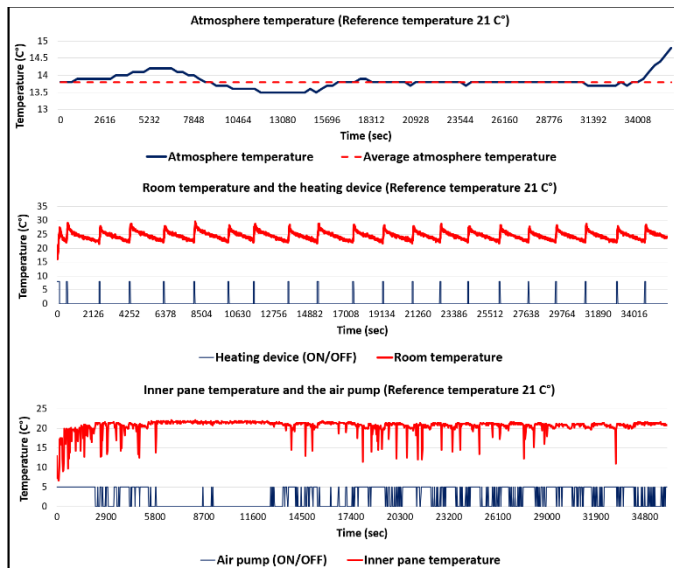 Atmosphere temperature (Reference temperature 21 C°)
Temperature (C°)
15
14.5
14
13.5
13
0 2616 5232 7848 10464 13080 15696 18312 20928 23544 26160 28776 31392 34008
Time (sec)
Atmosphere temperature Average atmosphere temperature
Room temperature and the heating device (Reference temperature 21 C°)
Temperature (C°)
35
30
25
20
15
10
5
0
0 2126 4252 6378 8504 10630 12756 14882 17008 19134 21260 23386 25512 27638 29764 31890 34016
Time (sec)
Heating device (ON/OFF) Room temperature
Inner pane temperature and the air pump (Reference temperature 21 C°)
Temperature (C°)
25
20
15
10
5
0
0 2900 5800 8700 11600 14500 17400 20300 23200 26100 29000 31900 34800
Time (sec)
Air pump (ON/OFF) Inner pane temperature